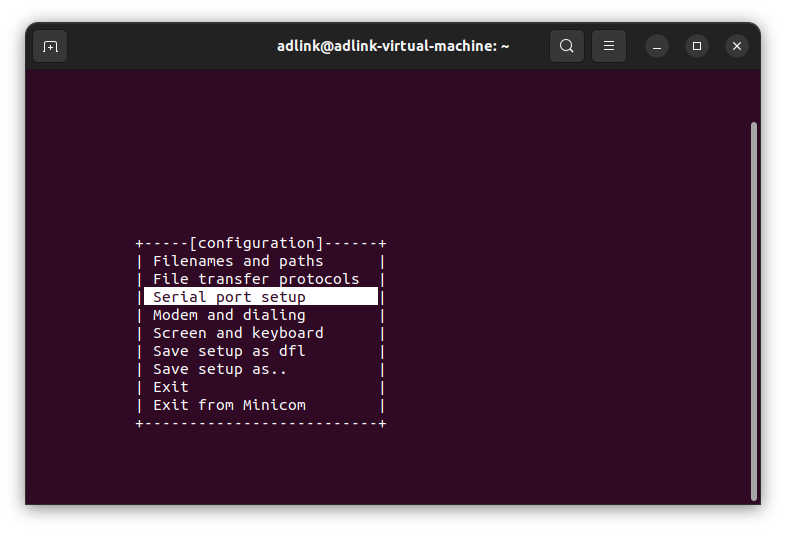 adlink@adlink-virtual-machine: ~
+-----[configuration]------+
| Filenames and paths      |
| File transfer protocols  |
| Serial port setup        |
| Modem and dialing        |
| Screen and keyboard      |
| Save setup as dfl        |
| Save setup as..          |
| Exit                     |
| Exit from Minicom        |
+--------------------------+